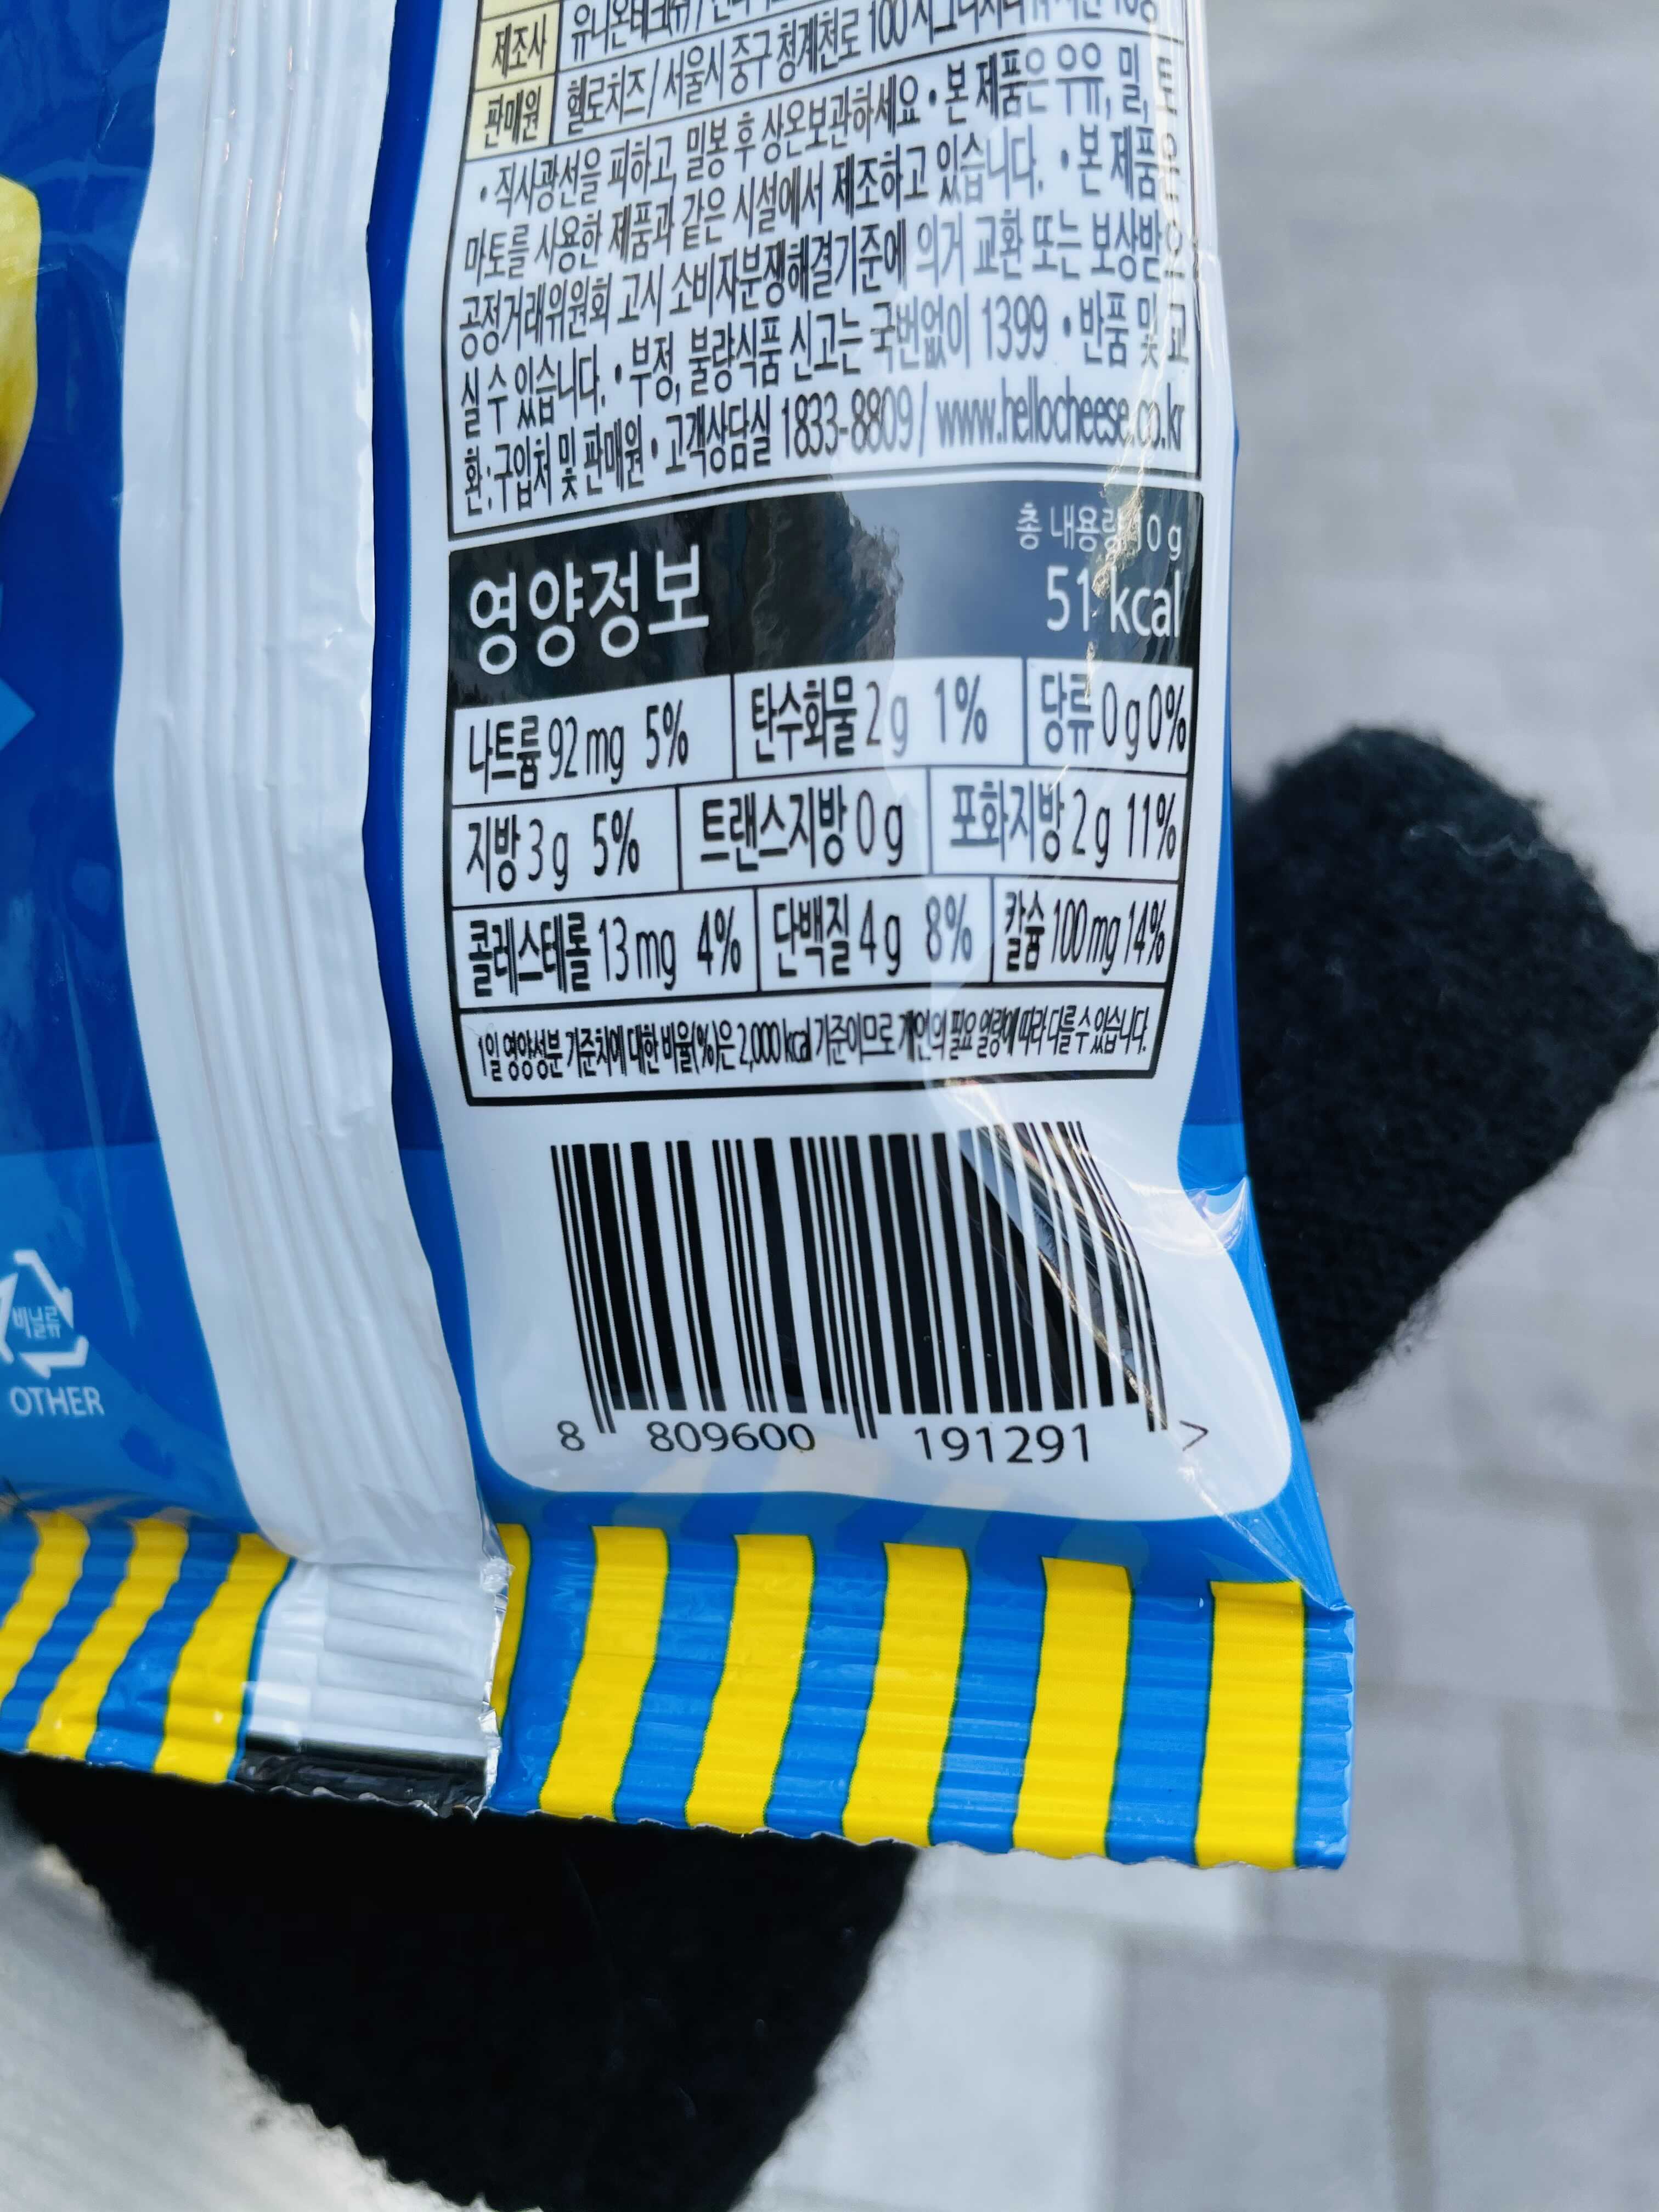 제조사
판매원 헬로치즈/ 서울시 중구 청계천로 100
• 직사광선을 피하고, 밀봉 후 상온보관하세요 • 본 제품은 우유, 밀, 토
마토를 사용한 제품과 같은 시설에서 제조하고 있습니다. • 본 제품은
공정거래위원회 고시 소비자분쟁해결기준에 의거 교환 또는 보상받으
실 수 있습니다. • 부정, 불량식품 신고는 국번없이 1399 • 반품 및 교
환:구입처 및 판매원 • 고객상담실 1833-8809/ www.hellocheese.co.kr
총 내용량 10 g
영양정보 51 kcal
나트륨 92 mg 5% 탄수화물 2 g 1% 당류 0 g 0%
지방 3 g 5% 트랜스지방 0 g 포화지방 2 g 11%
콜레스테롤 13 mg 4% 단백질 4 g 8% 칼슘 100 mg 14%
1일 영양성분 기준치에 대한 비율(%)은 2,000 kcal 기준이므로 개인의 필요 열량에 따라 다를 수 있습니다.
비닐류
OTHER
8 809600 191291 >